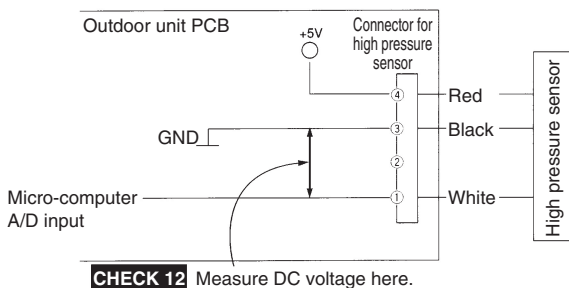 Outdoor unit PCB
+5V
Connector for
high pressure
sensor
④
Red
GND
③
Black
②
Micro-computer
A/D input
①
White
High pressure sensor
CHECK 12 Measure DC voltage here.